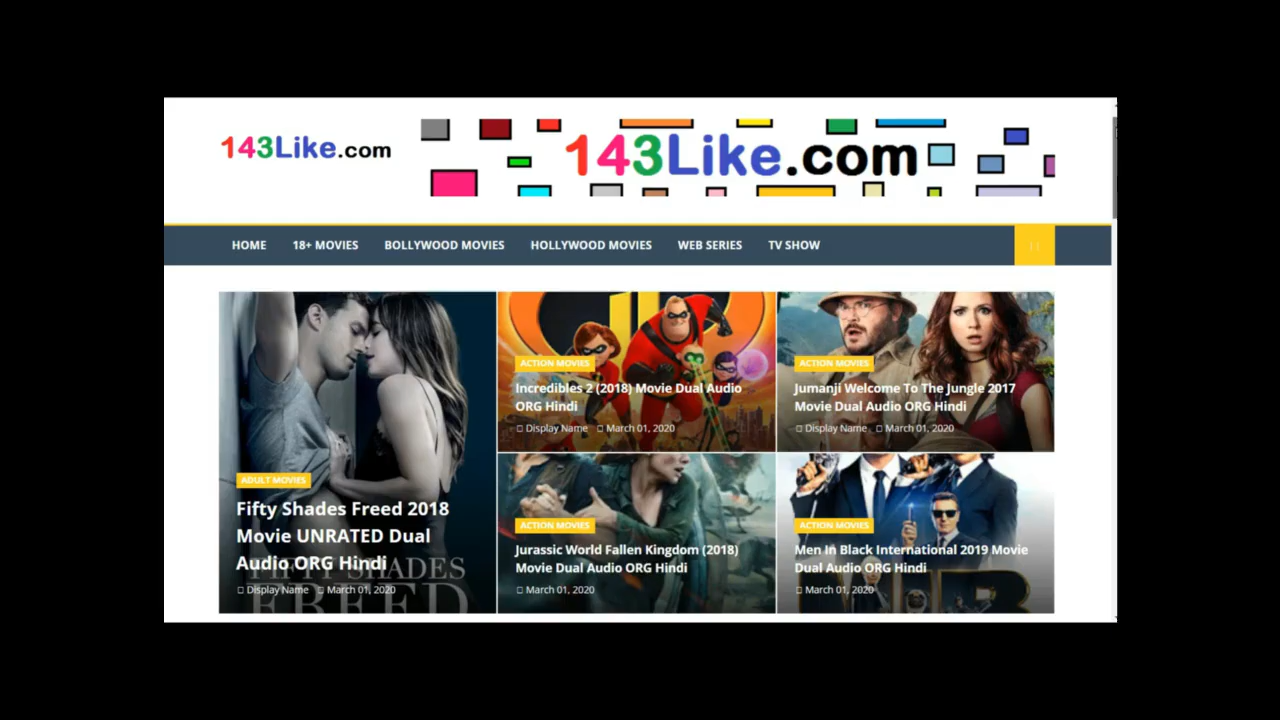 143Like.com
143Like.com
HOME 18+ MOVIES BOLLYWOOD MOVIES HOLLYWOOD MOVIES WEB SERIES TV SHOW
ADULT MOVIES
Fifty Shades Freed 2018
Movie UNRATED Dual
Audio ORG Hindi
Display Name March 01, 2020
FIFTY SHADES
FREED
ACTION MOVIES
Incredibles 2 (2018) Movie Dual Audio
ORG Hindi
Display Name March 01, 2020
ACTION MOVIES
Jumanji Welcome To The Jungle 2017
Movie Dual Audio ORG Hindi
Display Name March 01, 2020
ACTION MOVIES
Jurassic World Fallen Kingdom (2018)
Movie Dual Audio ORG Hindi
March 01, 2020
ACTION MOVIES
Men In Black International 2019 Movie
Dual Audio ORG Hindi
March 01, 2020